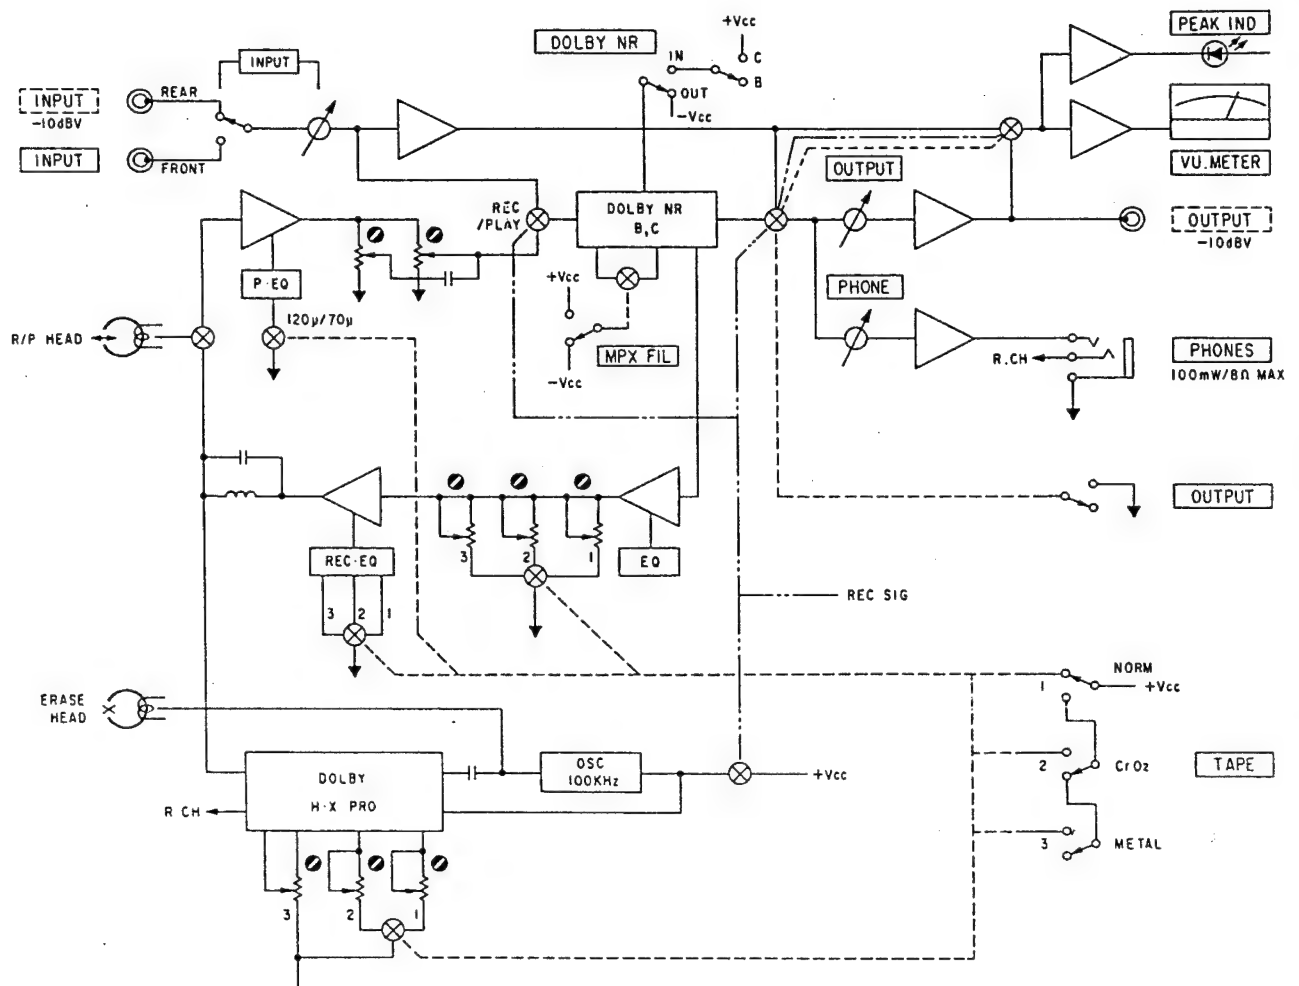 PEAK IND
+Vcc
DOLBY NR
IN
C
B
OUT
-Vcc
INPUT
REAR
INPUT
-10dBV
INPUT
FRONT
VU.METER
OUTPUT
REC
/PLAY
DOLBY NR
B,C
OUTPUT
-10dBV
P·EQ
+Vcc
PHONE
120μ/70μ
R/P HEAD
MPX FIL
-Vcc
R.CH
PHONES
100mW/8Ω MAX
OUTPUT
3
2
1
REC·EQ
EQ
3
2
1
REC SIG
NORM
1
+Vcc
ERASE
HEAD
DOLBY
H·X PRO
OSC
100KHz
+Vcc
2
CrO2
TAPE
R CH
3
METAL
3
2
1